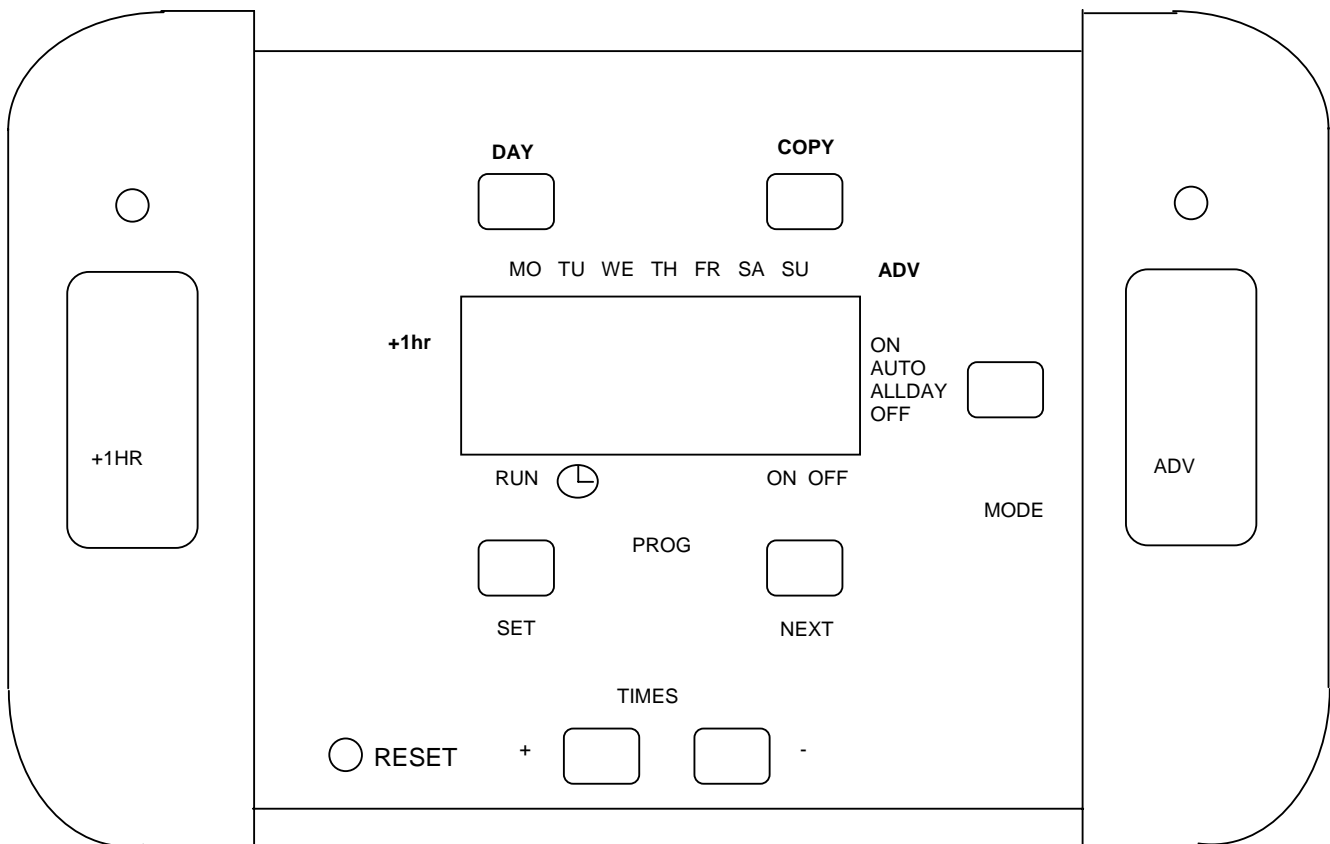 DAY COPY
MO TU WE TH FR SA SU ADV
+1hr ON
AUTO
ALLDAY
OFF
+1HR RUN ON OFF ADV
MODE
PROG
SET NEXT
TIMES
RESET + -